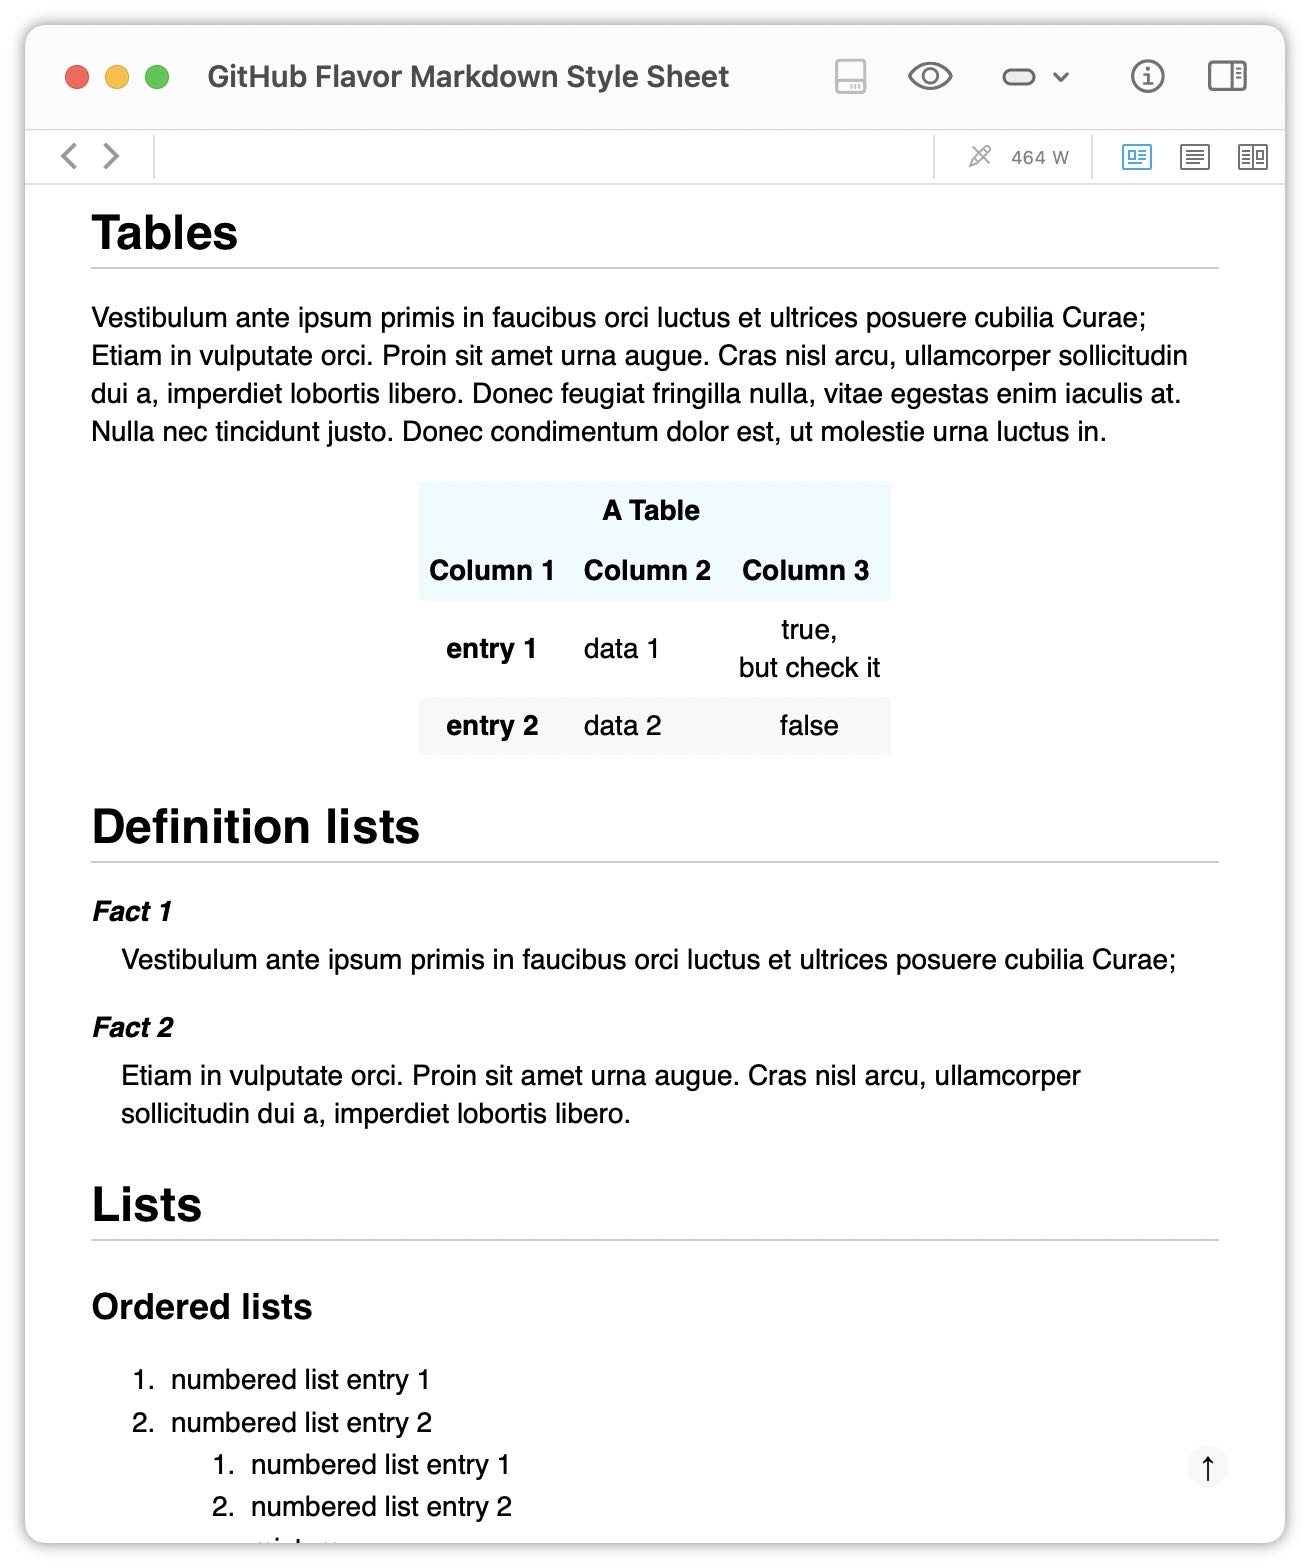 GitHub Flavor Markdown Style Sheet
464 W
Tables
Vestibulum ante ipsum primis in faucibus orci luctus et ultrices posuere cubilia Curae;
Etiam in vulputate orci. Proin sit amet urna augue. Cras nisl arcu, ullamcorper sollicitudin
dui a, imperdiet lobortis libero. Donec feugiat fringilla nulla, vitae egestas enim iaculis at.
Nulla nec tincidunt justo. Donec condimentum dolor est, ut molestie urna luctus in.
A Table
Column 1 Column 2 Column 3
entry 1 data 1 true,
but check it
entry 2 data 2 false
Definition lists
Fact 1
Vestibulum ante ipsum primis in faucibus orci luctus et ultrices posuere cubilia Curae;
Fact 2
Etiam in vulputate orci. Proin sit amet urna augue. Cras nisl arcu, ullamcorper
sollicitudin dui a, imperdiet lobortis libero.
Lists
Ordered lists
1. numbered list entry 1
2. numbered list entry 2
1. numbered list entry 1
2. numbered list entry 2